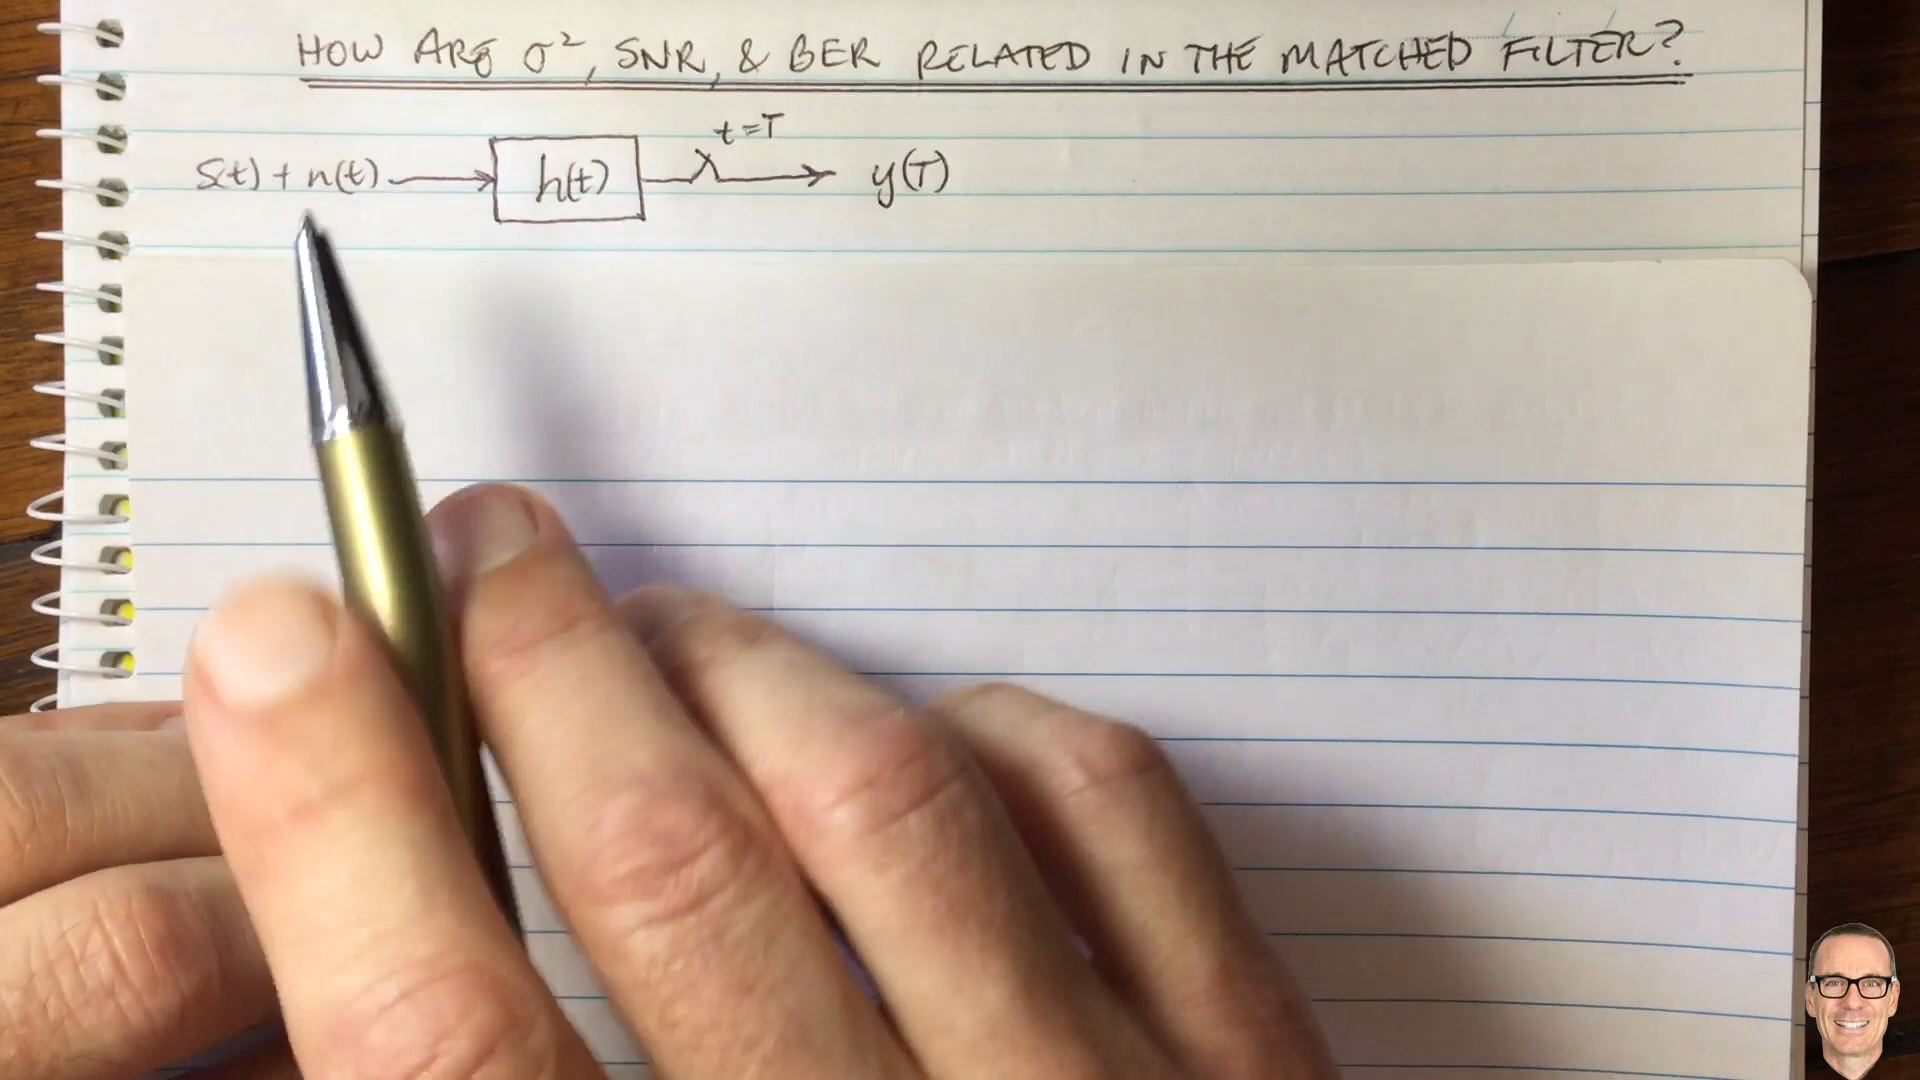 HOW ARE σ², SNR, & BER RELATED IN THE MATCHED FILTER?
t=T
s(t) + n(t) h(t) y(T)